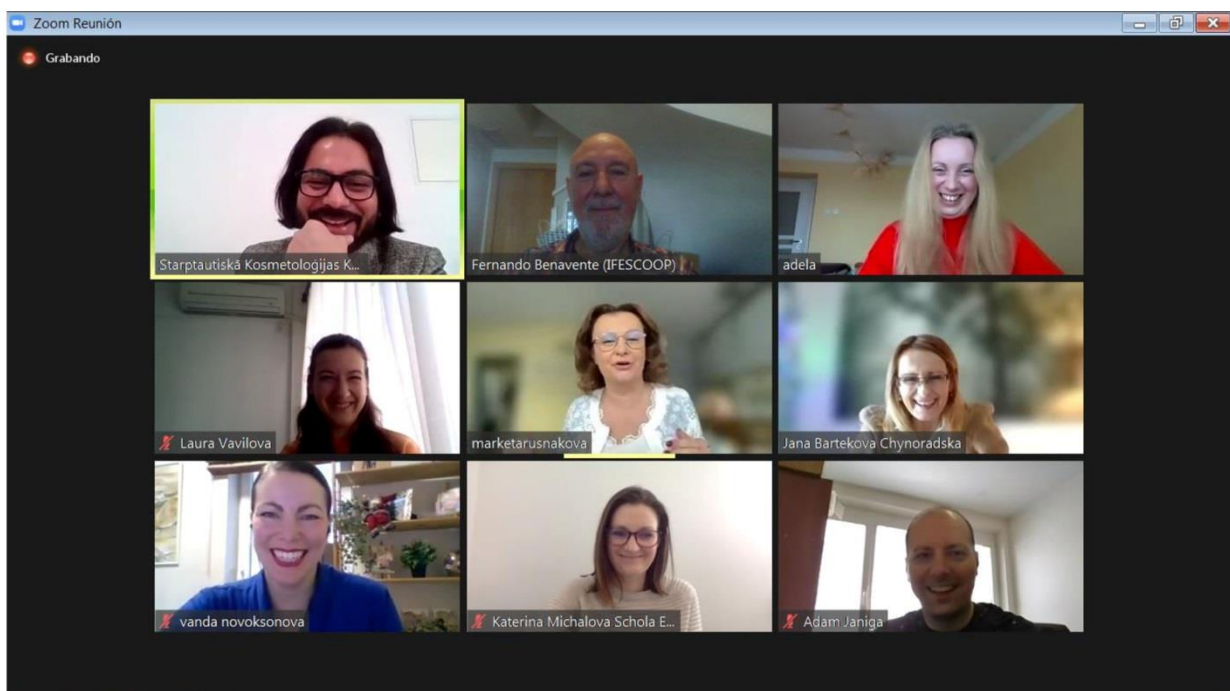 Zoom Reunión
Grabando
Starptautiskā Kosmetoloģijas K...
Fernando Benavente (IFESCOOP)
adela
Laura Vavilova
marketarusnakova
Jana Bartekova Chynoradska
vanda novoksonova
Katerina Michalova Schola E...
Adam Janiga